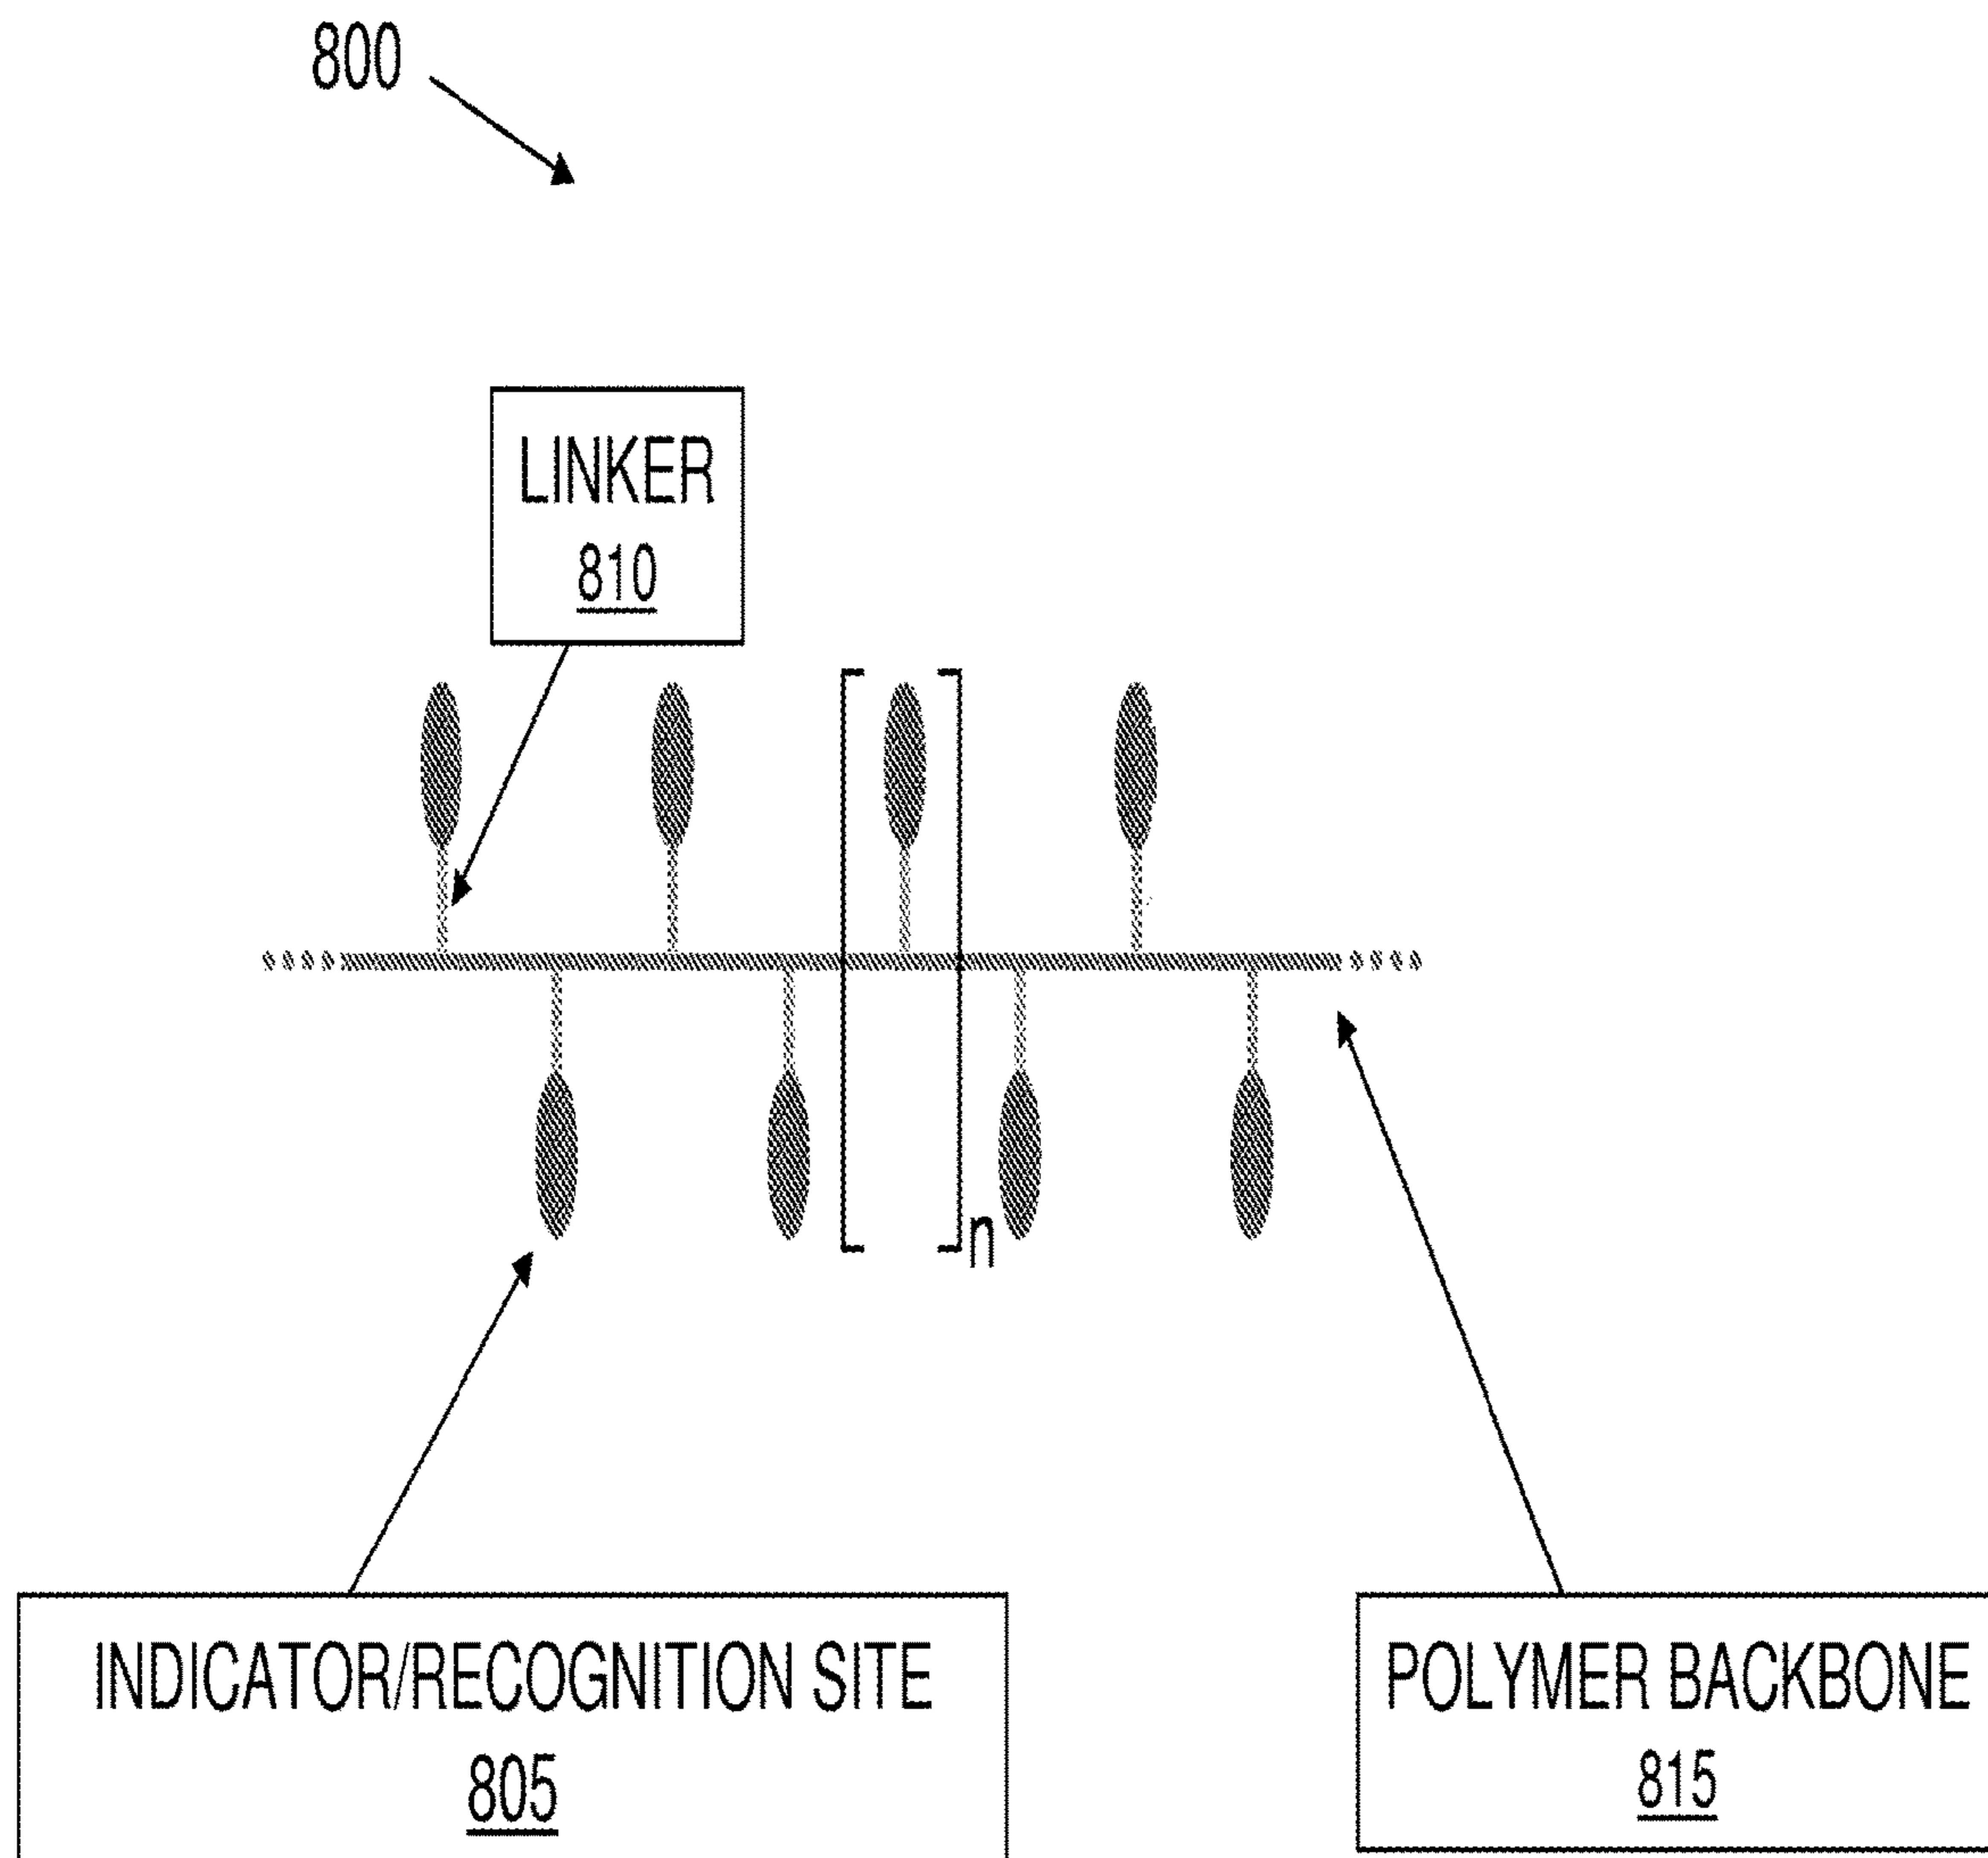 800
LINKER
810
n
INDICATOR/RECOGNITION SITE
805
POLYMER BACKBONE
815